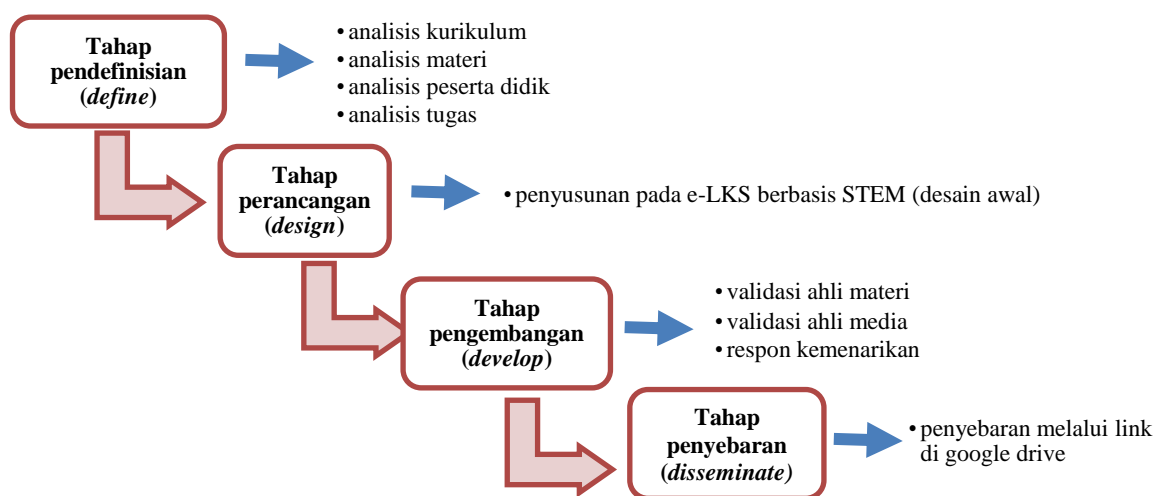 Tahap
pendefinisian
(define)
• analisis kurikulum
• analisis materi
• analisis peserta didik
• analisis tugas
Tahap
perancangan
(design)
• penyusunan pada e-LKS berbasis STEM (desain awal)
Tahap
pengembangan
(develop)
• validasi ahli materi
• validasi ahli media
• respon kemenarikan
Tahap
penyebaran
(disseminate)
• penyebaran melalui link
di google drive